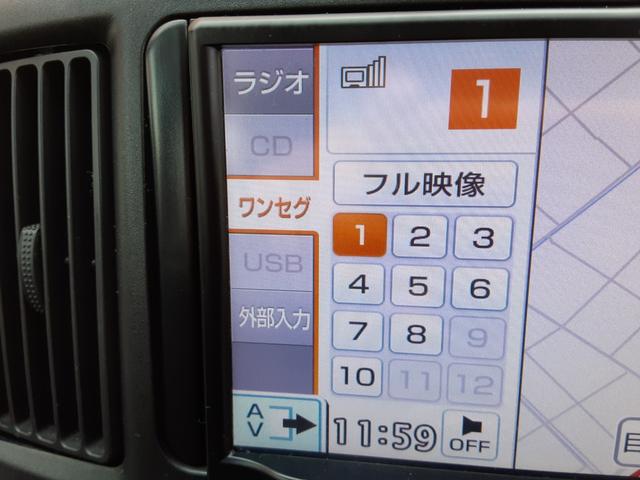 ラジオ
CD
ワンセグ
USB
外部入力
AV
1
フル映像
1 2 3
4 5 6
7 8 9
10 11 12
11:59
OFF